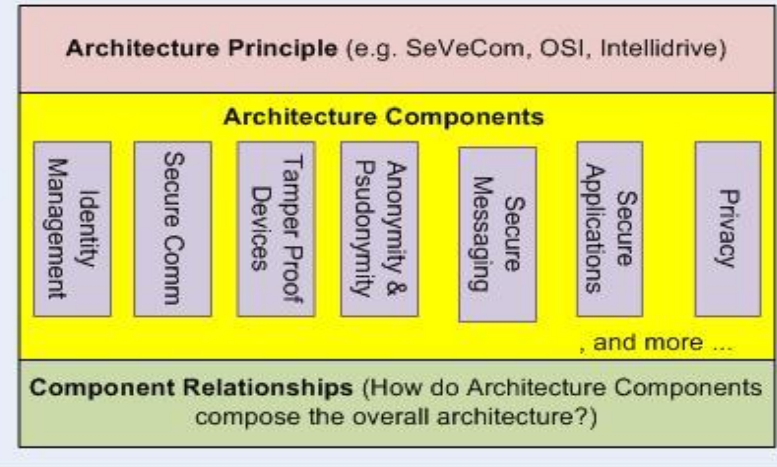 Architecture Principle (e.g. SeVeCom, OSI, Intellidrive)
Architecture Components
Identity
Management
Secure Comm
Tamper Proof
Devices
Anonymity &
Psudonymity
Secure
Messaging
Secure
Applications
Privacy
, and more ...
Component Relationships (How do Architecture Components
compose the overall architecture?)